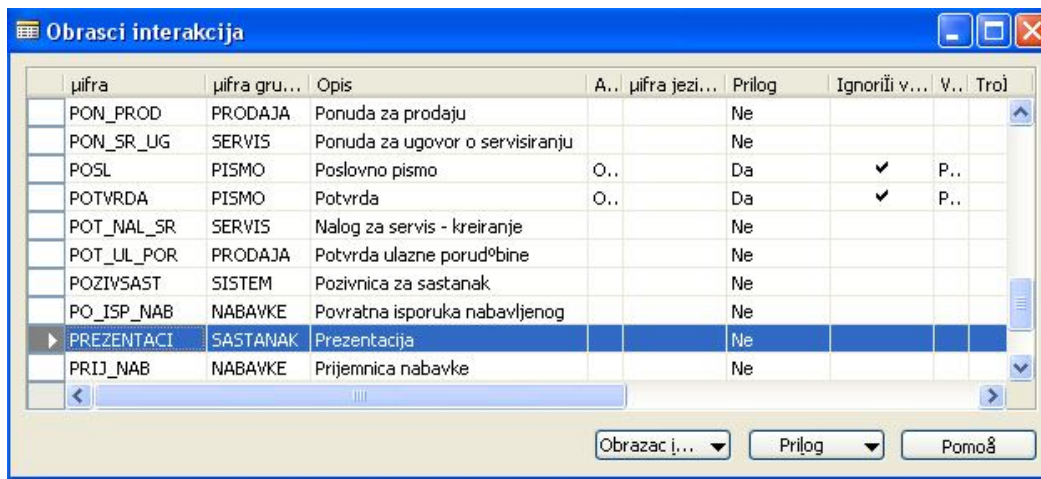 Obrasci interakcija
µifra µifra gru... Opis A.. µifra jezi... Prilog IgnoriÏi v... V.. TroÌ
PON_PROD PRODAJA Ponuda za prodaju Ne
PON_SR_UG SERVIS Ponuda za ugovor o servisiranju Ne
POSL PISMO Poslovno pismo O.. Da ✔ P..
POTVRDA PISMO Potvrda O.. Da ✔ P..
POT_NAL_SR SERVIS Nalog za servis - kreiranje Ne
POT_UL_POR PRODAJA Potvrda ulazne porudºbine Ne
POZIVSAST SISTEM Pozivnica za sastanak Ne
PO_ISP_NAB NABAVKE Povratna isporuka nabavljenog Ne
PREZENTACI SASTANAK Prezentacija Ne
PRIJ_NAB NABAVKE Prijemnica nabavke Ne
Obrazac i... Prilog Pomoå